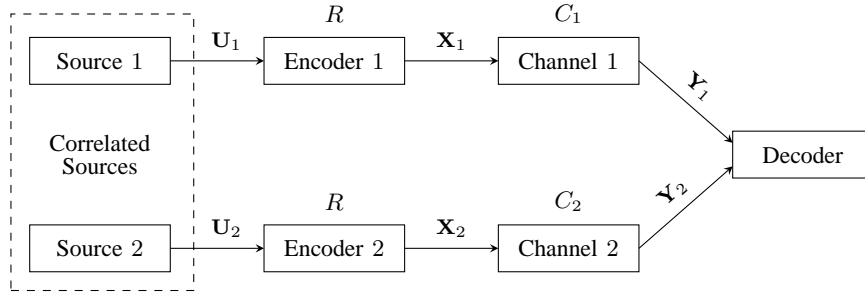 R
C₁
Source 1
U₁
Encoder 1
X₁
Channel 1
Y₁
Correlated
Sources
Decoder
R
C₂
Y₂
Source 2
U₂
Encoder 2
X₂
Channel 2